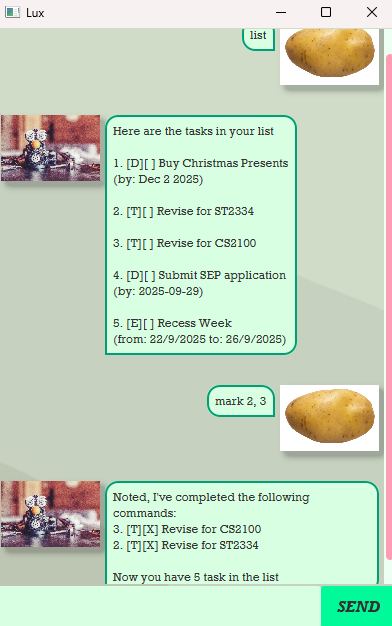 Lux
list
Here are the tasks in your list
1. [D][ ] Buy Christmas Presents
(by: Dec 2 2025)
2. [T][ ] Revise for ST2334
3. [T][ ] Revise for CS2100
4. [D][ ] Submit SEP application
(by: 2025-09-29)
5. [E][ ] Recess Week
(from: 22/9/2025 to: 26/9/2025)
mark 2, 3
Noted, I've completed the following
commands:
3. [T][X] Revise for CS2100
2. [T][X] Revise for ST2334
Now you have 5 task in the list
SEND